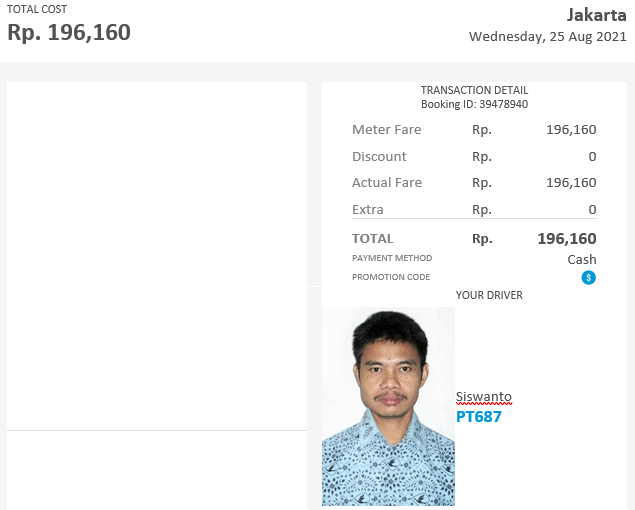 TOTAL COST
Rp. 196,160
Jakarta
Wednesday, 25 Aug 2021
TRANSACTION DETAIL
Booking ID: 39478940
Meter Fare Rp. 196,160
Discount Rp. 0
Actual Fare Rp. 196,160
Extra Rp. 0
TOTAL Rp. 196,160
PAYMENT METHOD Cash
PROMOTION CODE $
YOUR DRIVER
Siswanto
PT687